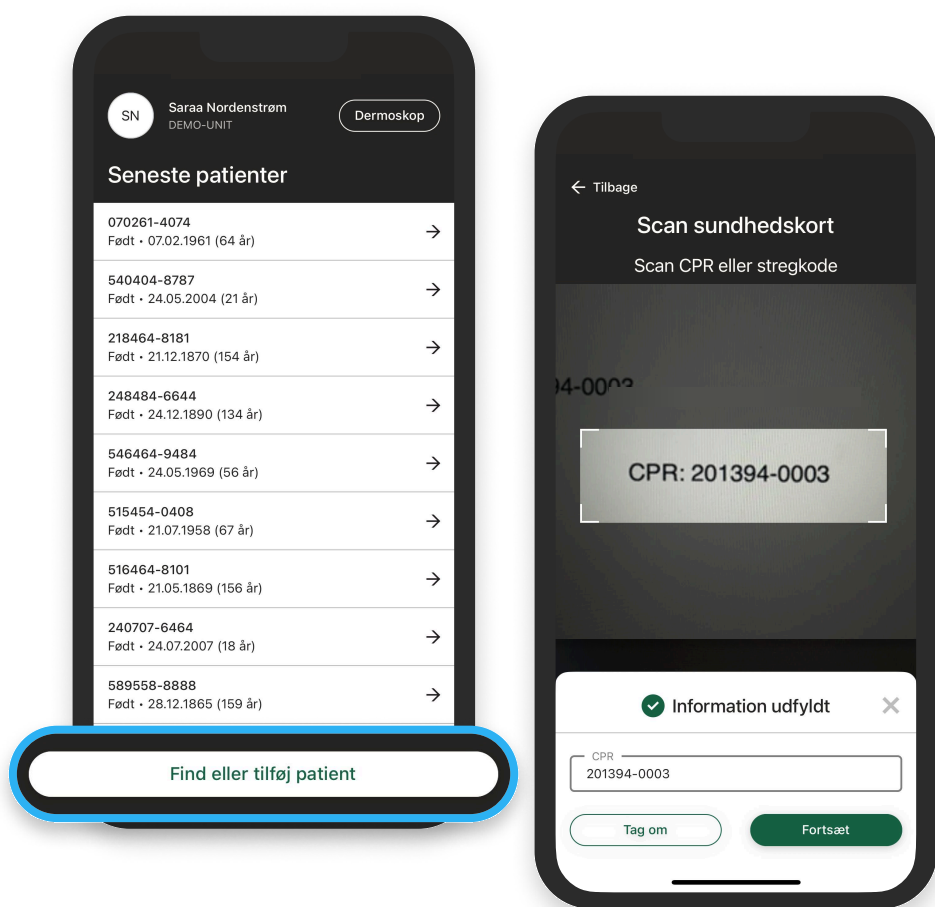 SN
Saraa Nordenstrøm
DEMO-UNIT
Dermoskop
Seneste patienter
070261-4074
Født • 07.02.1961 (64 år)
540404-8787
Født • 24.05.2004 (21 år)
218464-8181
Født • 21.12.1870 (154 år)
248484-6644
Født • 24.12.1890 (134 år)
546464-9484
Født • 24.05.1969 (56 år)
515454-0408
Født • 21.07.1958 (67 år)
516464-8101
Født • 21.05.1869 (156 år)
240707-6464
Født • 24.07.2007 (18 år)
589558-8888
Født • 28.12.1865 (159 år)
Find eller tilføj patient
Tilbage
Scan sundhedskort
Scan CPR eller stregkode
94-0003
CPR: 201394-0003
Information udfyldt
CPR
201394-0003
Tag om
Fortsæt